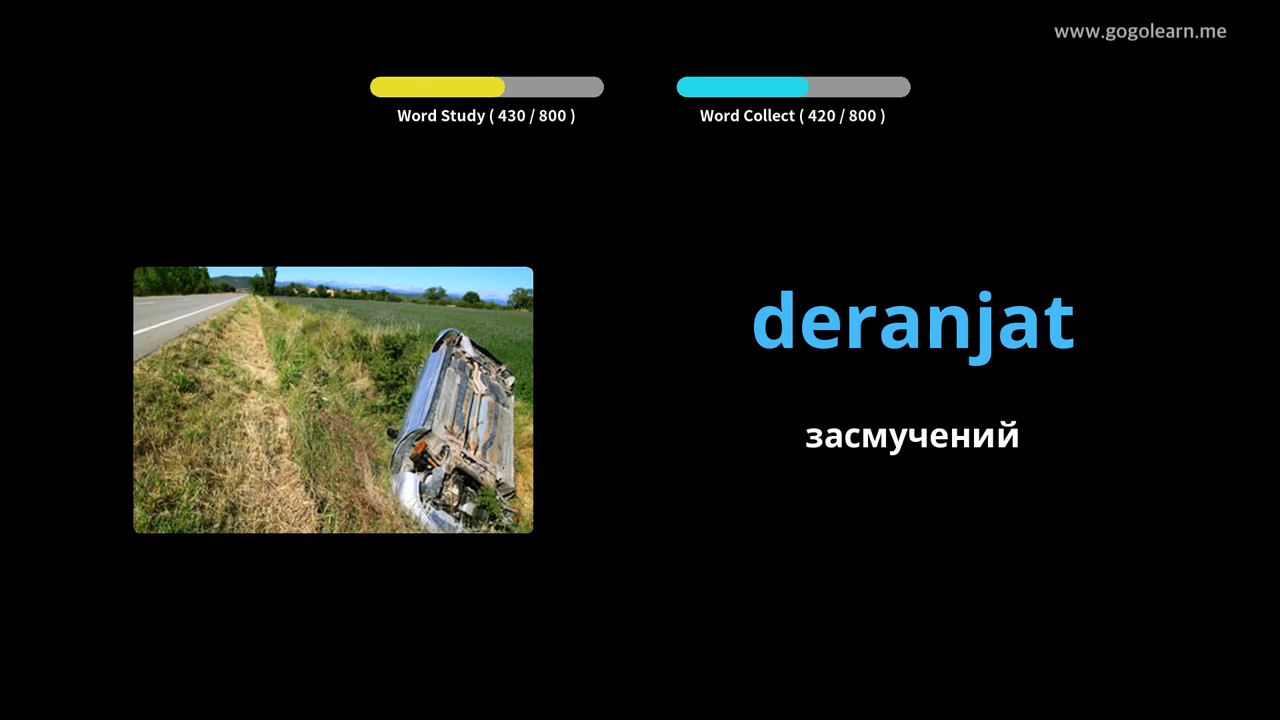 www.gogolearn.me
Word Study ( 430 / 800 )
Word Collect ( 420 / 800 )
deranjat
засмучений